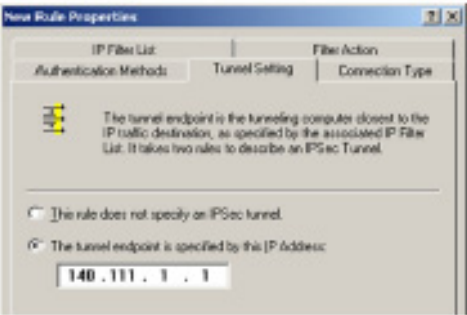 New Rule Properties
IP Filter List
Filter Action
Authentication Methods
Tunnel Setting
Connection Type
The tunnel endpoint is the tunneling computer closest to the
IP traffic destination, as specified by the associated IP Filter
List. It takes two rules to describe an IPSec Tunnel.
This rule does not specify an IPSec tunnel.
The tunnel endpoint is specified by this IP Address:
140 . 111 . 1 . 1